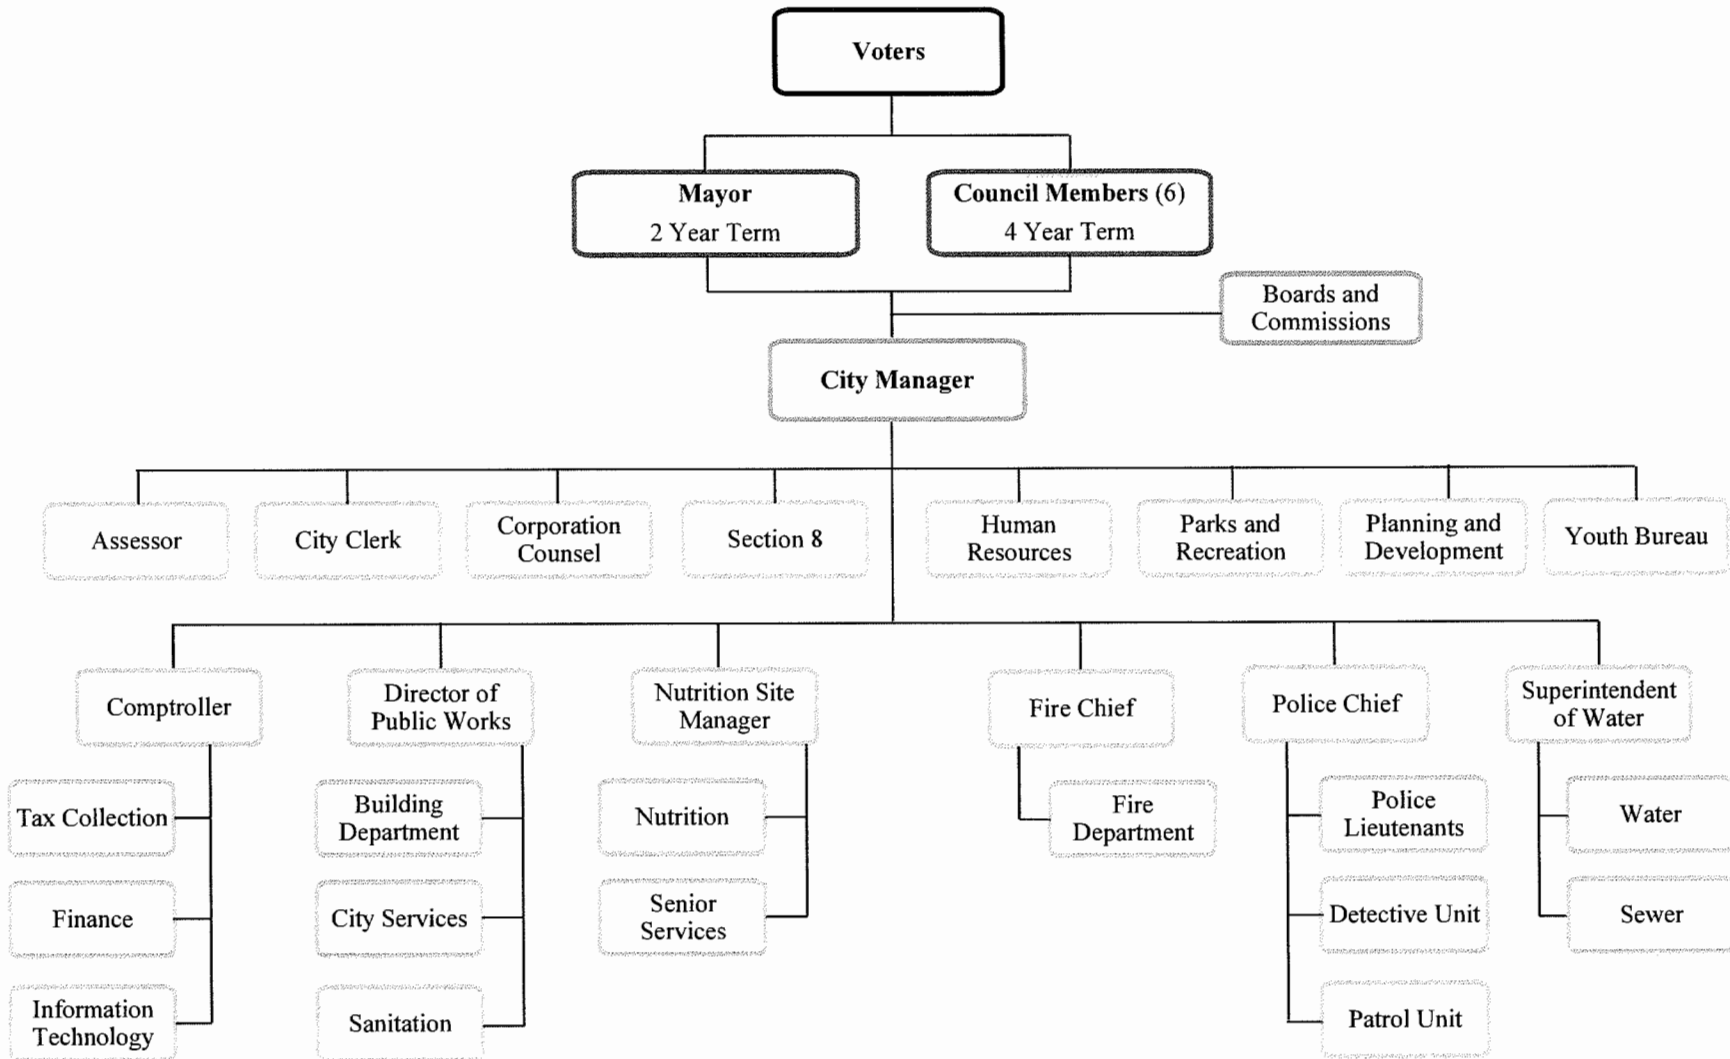 Voters
Mayor
2 Year Term
Council Members (6)
4 Year Term
Boards and
Commissions
City Manager
Assessor
City Clerk
Corporation
Counsel
Section 8
Human
Resources
Parks and
Recreation
Planning and
Development
Youth Bureau
Comptroller
Director of
Public Works
Nutrition Site
Manager
Fire Chief
Police Chief
Superintendent
of Water
Tax Collection
Building
Department
Nutrition
Fire
Department
Police
Lieutenants
Water
Finance
City Services
Senior
Services
Detective Unit
Sewer
Information
Technology
Sanitation
Patrol Unit